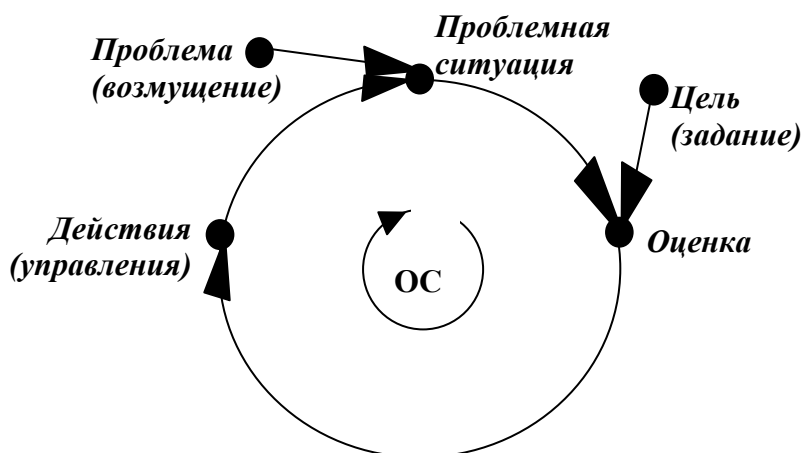 Проблема
(возмущение)
Проблемная
ситуация
Цель
(задание)
Действия
(управления)
Оценка
ОС